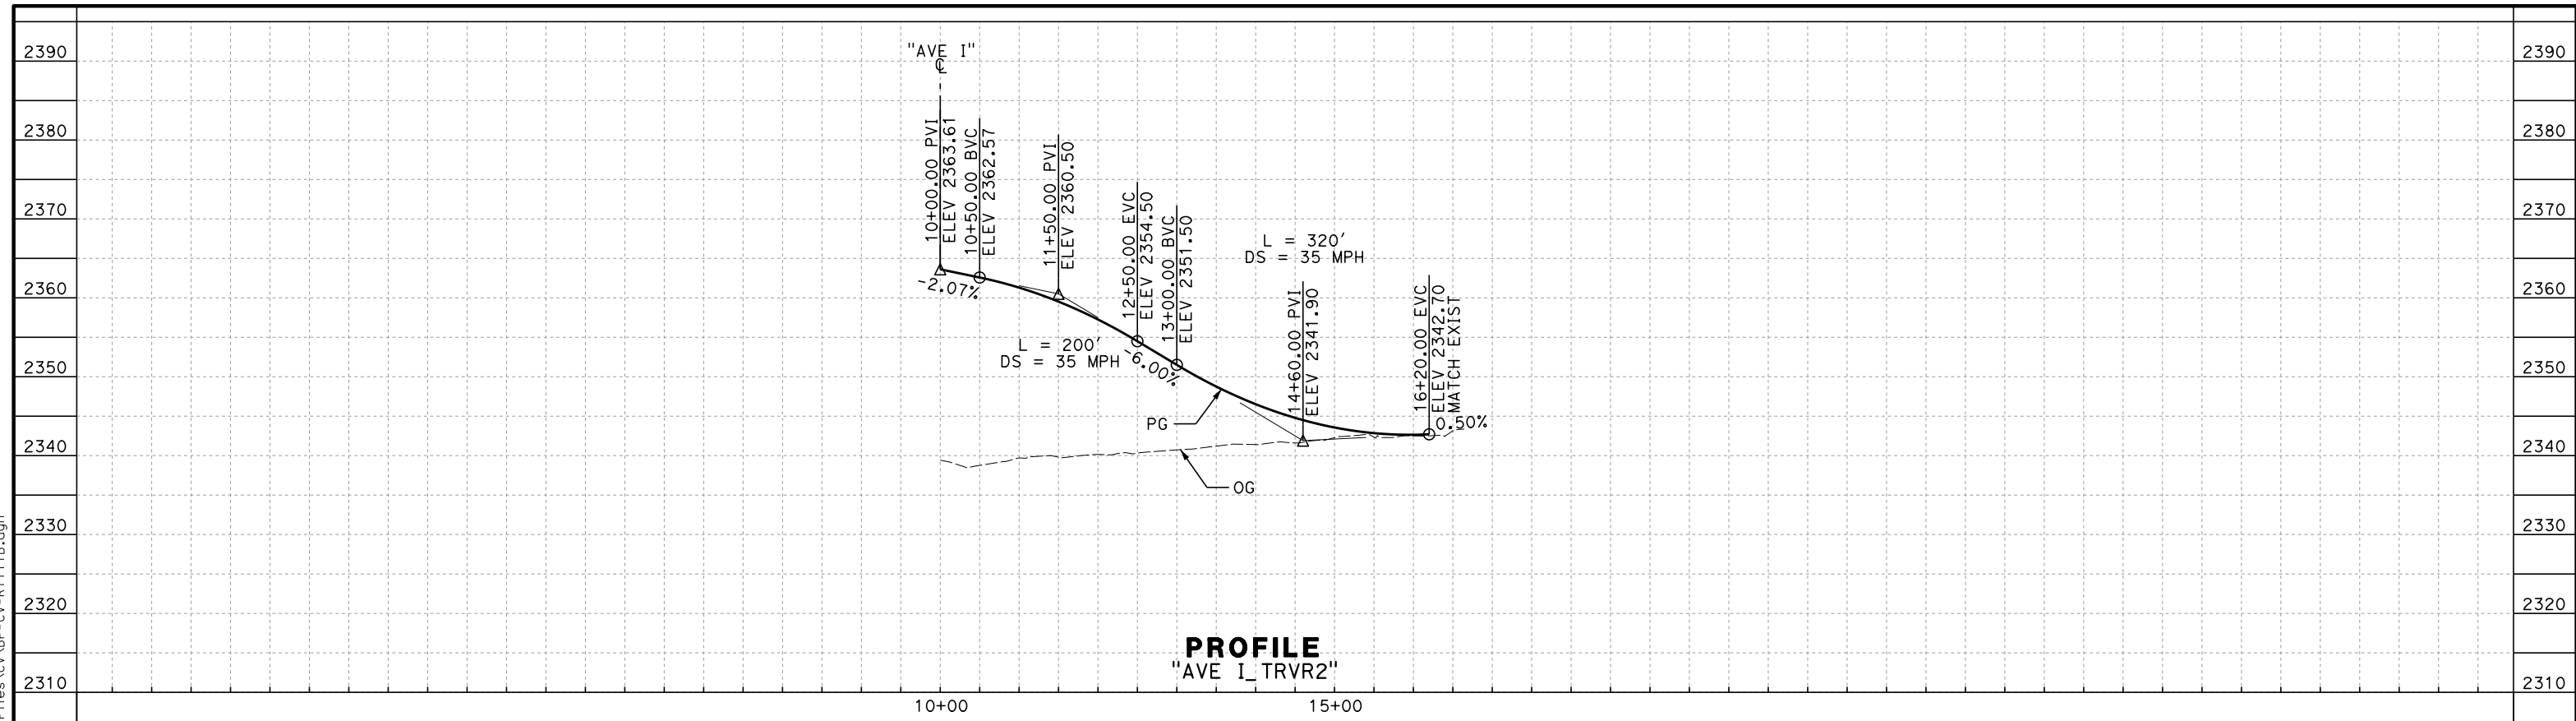 2390
2380
2370
2360
2350
2340
2330
2320
2310
"AVE I"
℄
10+00.00 PVI
ELEV 2363.61
10+50.00 BVC
ELEV 2362.57
11+50.00 PVI
ELEV 2360.50
12+50.00 EVC
ELEV 2354.50
13+00.00 BVC
ELEV 2351.50
L = 320'
DS = 35 MPH
14+60.00 PVI
ELEV 2341.90
16+20.00 EVC
ELEV 2342.70
MATCH EXIST
-2.07%
L = 200'
DS = 35 MPH
-6.00%
0.50%
PG
OG
PROFILE
"AVE I_TRVR2"
10+00
15+00
2390
2380
2370
2360
2350
2340
2330
2320
2310